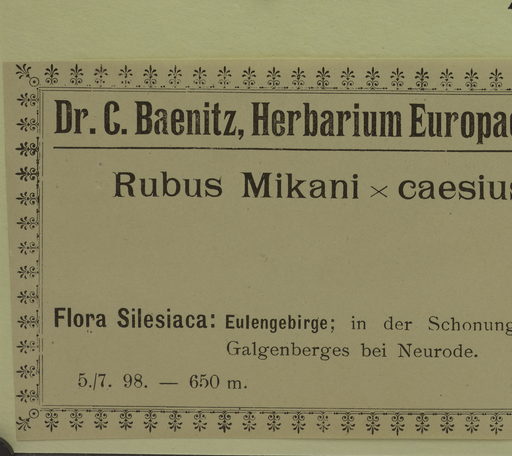 Dr. C. Baenitz, Herbarium Europae
Rubus Mikani × caesius
Flora Silesiaca: Eulengebirge; in der Schonung
Galgenberges bei Neurode.
5./7. 98. — 650 m.